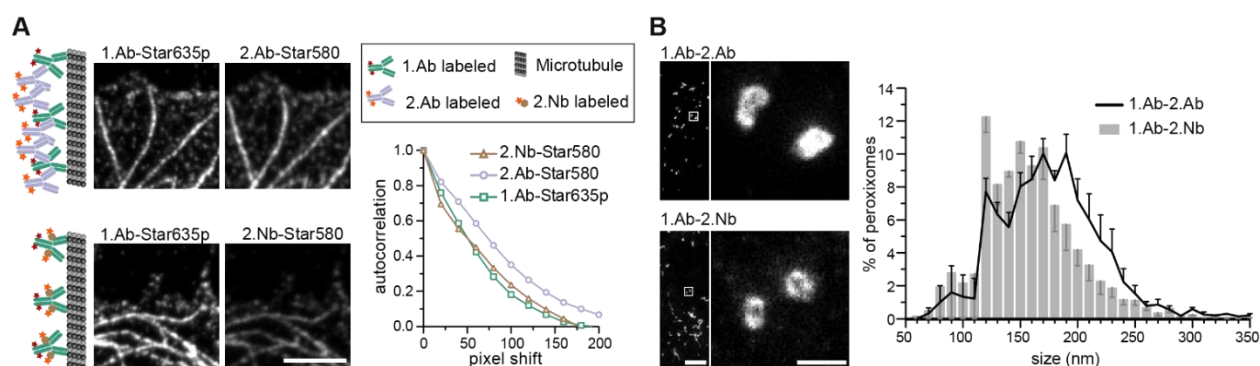 A
1.Ab-Star635p
2.Ab-Star580
1.Ab labeled
Microtubule
2.Ab labeled
2.Nb labeled
1.Ab-Star635p
2.Nb-Star580
autocorrelation
1.0
0.8
0.6
0.4
0.2
0.0
2.Nb-Star580
2.Ab-Star580
1.Ab-Star635p
0
50
100
150
200
pixel shift
B
1.Ab-2.Ab
1.Ab-2.Nb
% of peroxixomes
14
12
10
8
6
4
2
0
1.Ab-2.Ab
1.Ab-2.Nb
50
100
150
200
250
300
350
size (nm)